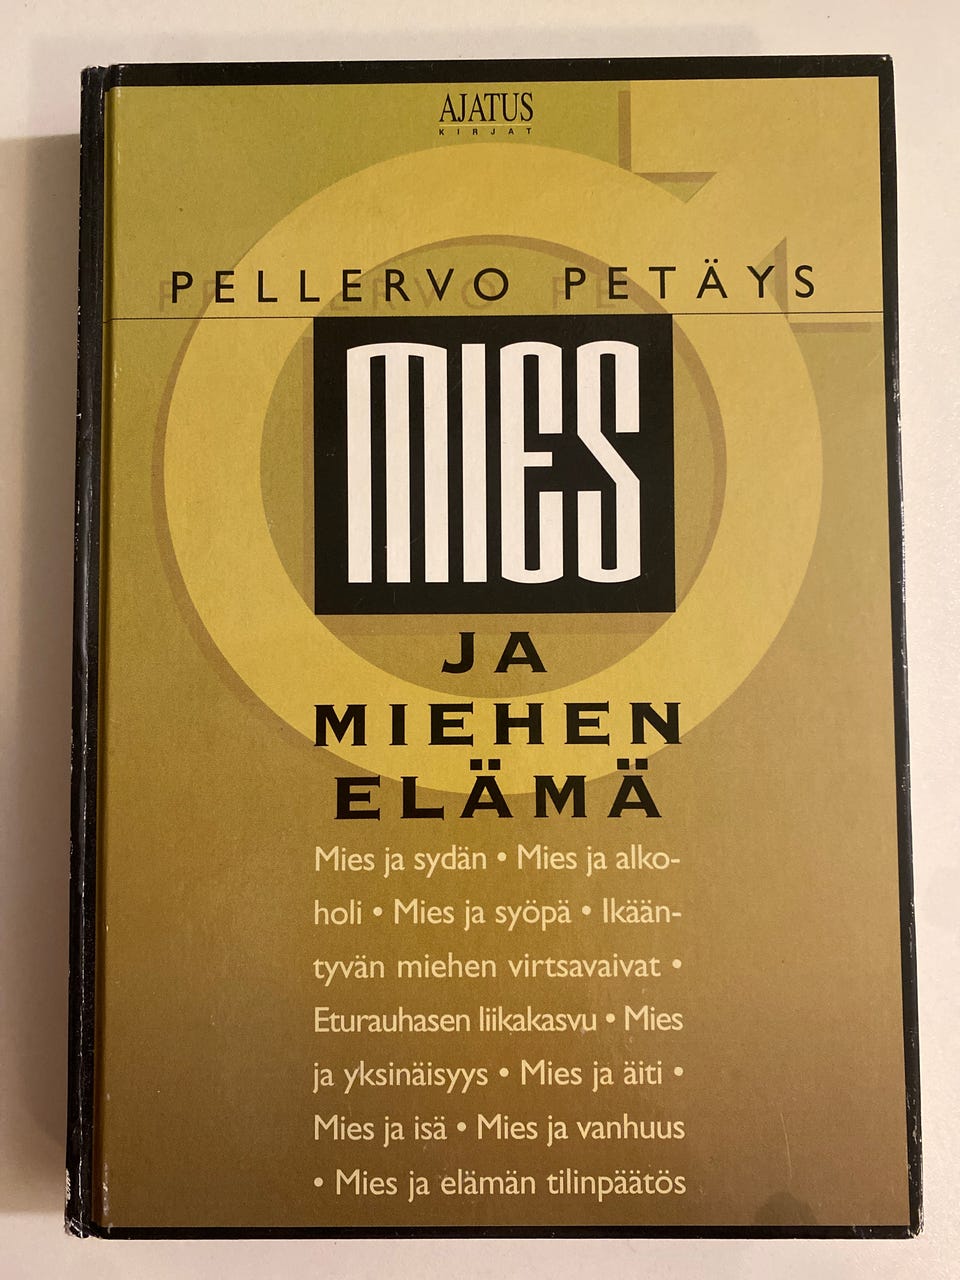 AJATUS
KIRJAT
PELLERVO PETÄYS
MIES
JA
MIEHEN
ELÄMÄ
Mies ja sydän • Mies ja alko-
holi • Mies ja syöpä • Ikään-
tyvän miehen virtsavaivat •
Eturauhasen liikakasvu • Mies
ja yksinäisyys • Mies ja äiti •
Mies ja isä • Mies ja vanhuus
• Mies ja elämän tilinpäätös